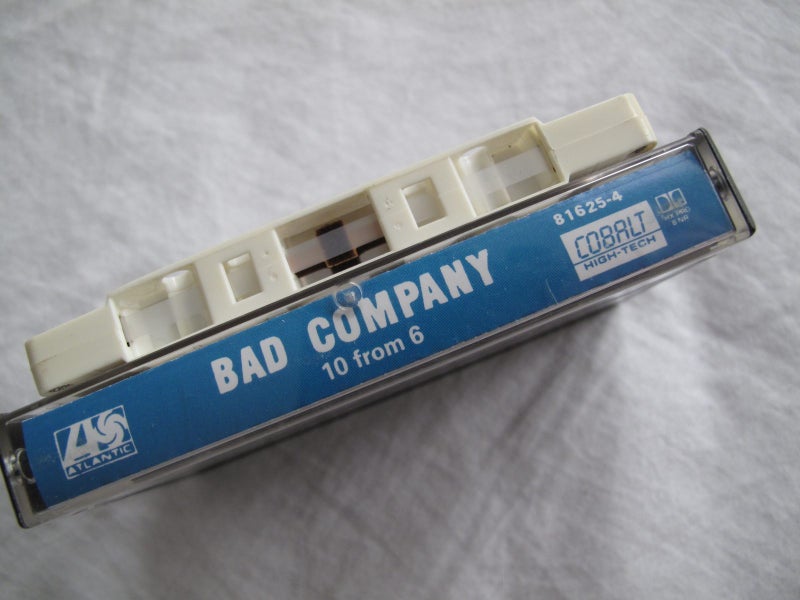 ATLANTIC
BAD COMPANY
10 from 6
81625-4
COBALT
HIGH-TECH